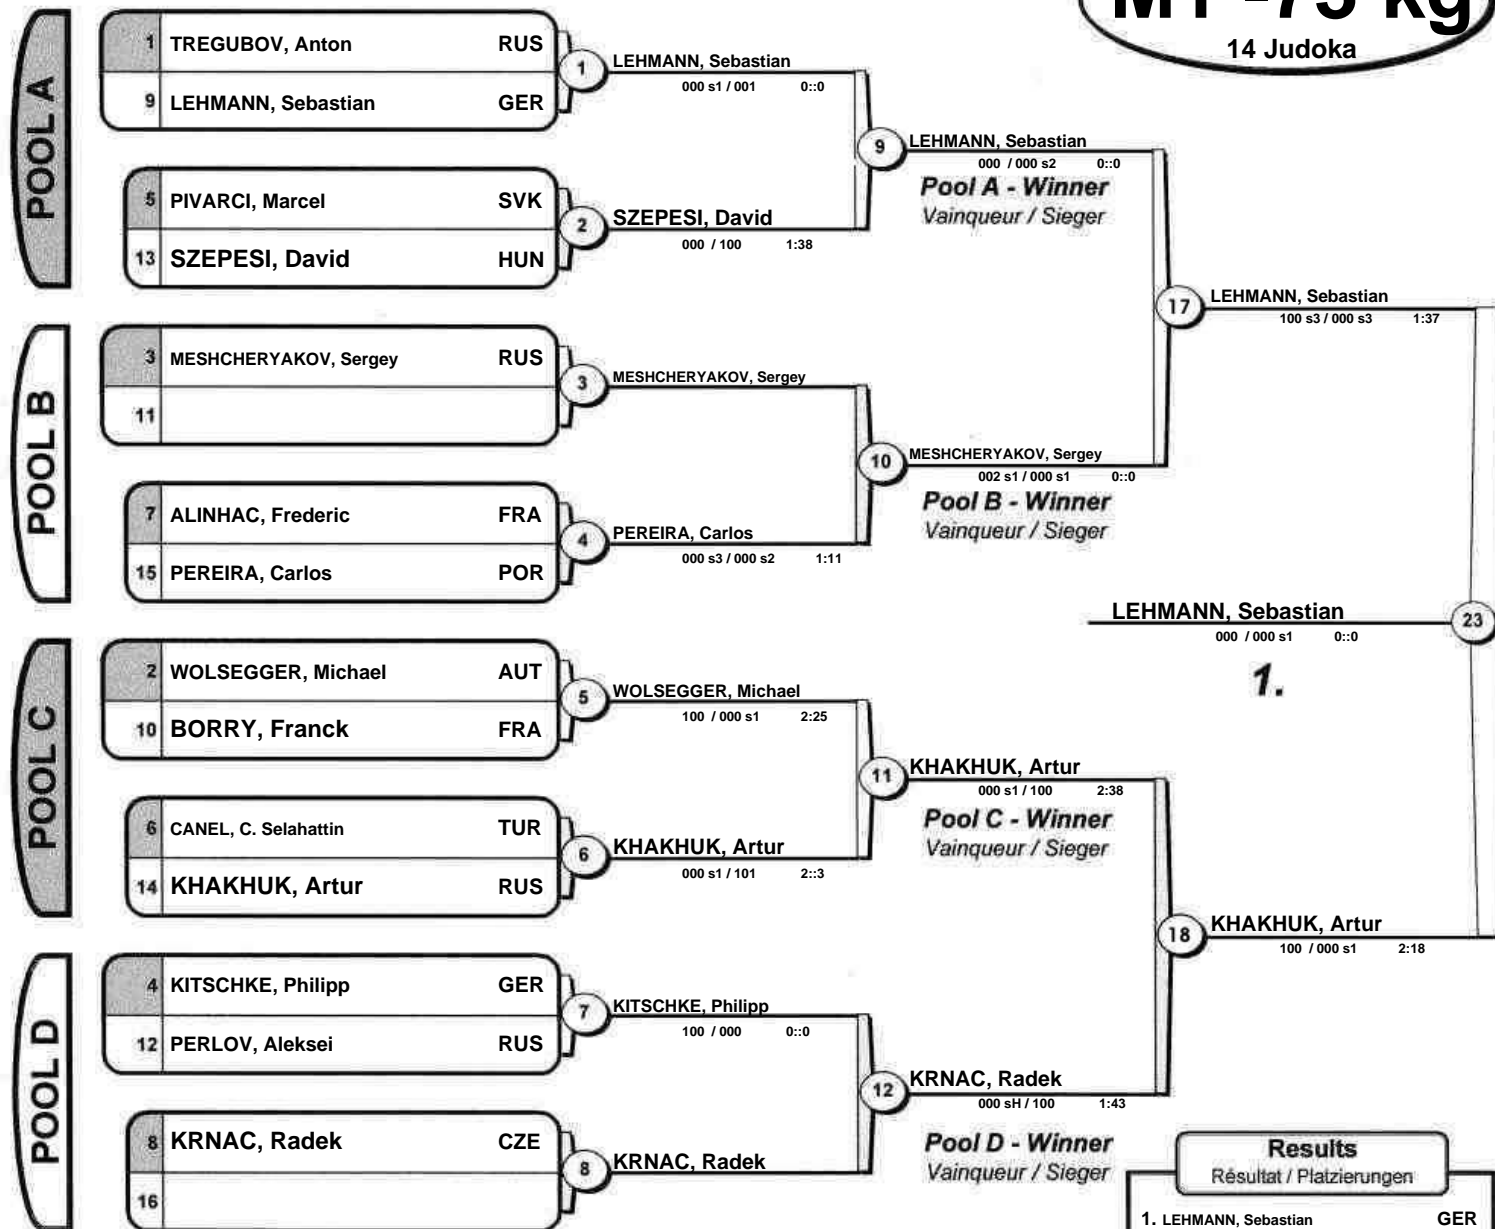 M1 -73 kg
14 Judoka
POOL A
1 TREGUBOV, Anton RUS
9 LEHMANN, Sebastian GER
1 LEHMANN, Sebastian
000 s1 / 001 0::0
5 PIVARCI, Marcel SVK
13 SZEPESI, David HUN
2 SZEPESI, David
000 / 100 1:38
9 LEHMANN, Sebastian
000 / 000 s2 0::0
Pool A - Winner
Vainqueur / Sieger
POOL B
3 MESHCHERYAKOV, Sergey RUS
11
3 MESHCHERYAKOV, Sergey
7 ALINHAC, Frederic FRA
15 PEREIRA, Carlos POR
4 PEREIRA, Carlos
000 s3 / 000 s2 1:11
10 MESHCHERYAKOV, Sergey
002 s1 / 000 s1 0::0
Pool B - Winner
Vainqueur / Sieger
17 LEHMANN, Sebastian
100 s3 / 000 s3 1:37
POOL C
2 WOLSEGGER, Michael AUT
10 BORRY, Franck FRA
5 WOLSEGGER, Michael
100 / 000 s1 2:25
6 CANEL, C. Selahattin TUR
14 KHAKHUK, Artur RUS
6 KHAKHUK, Artur
000 s1 / 101 2::3
11 KHAKHUK, Artur
000 s1 / 100 2:38
Pool C - Winner
Vainqueur / Sieger
POOL D
4 KITSCHKE, Philipp GER
12 PERLOV, Aleksei RUS
7 KITSCHKE, Philipp
100 / 000 0::0
8 KRNAC, Radek CZE
16
8 KRNAC, Radek
12 KRNAC, Radek
000 sH / 100 1:43
Pool D - Winner
Vainqueur / Sieger
18 KHAKHUK, Artur
100 / 000 s1 2:18
LEHMANN, Sebastian 23
000 / 000 s1 0::0
1.
Results
Résultat / Platzierungen
1. LEHMANN, Sebastian GER